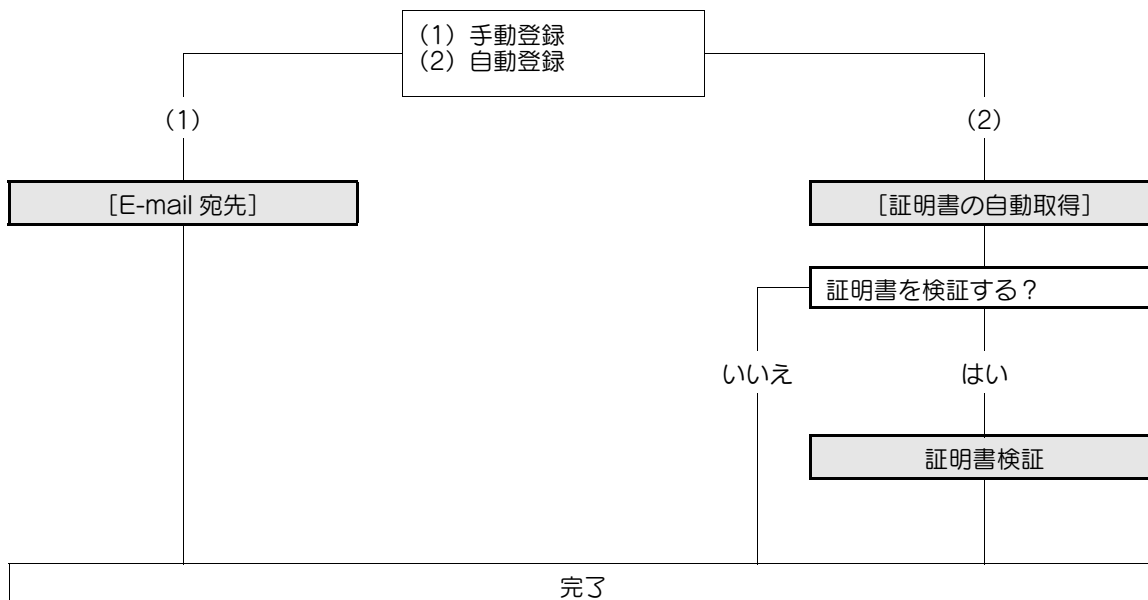 (1) 手動登録
(2) 自動登録
(1)
(2)
[E-mail 宛先]
[証明書の自動取得]
証明書を検証する?
いいえ
はい
証明書検証
完了